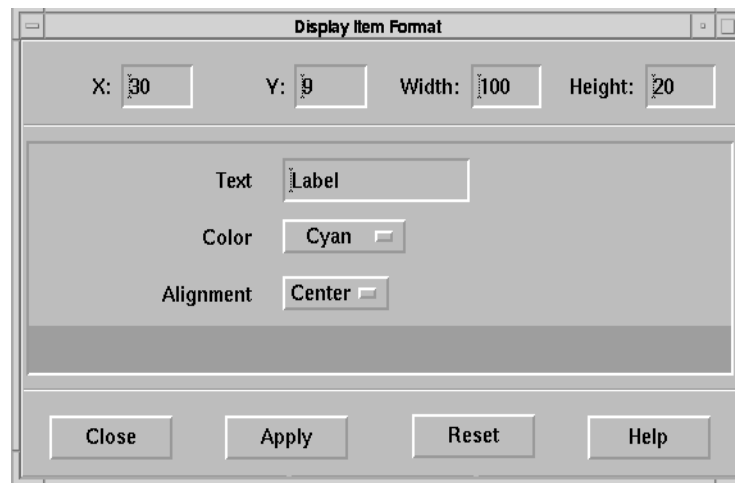 Display Item Format
X: 30 Y: 9 Width: 100 Height: 20
Text Label
Color Cyan
Alignment Center
Close Apply Reset Help